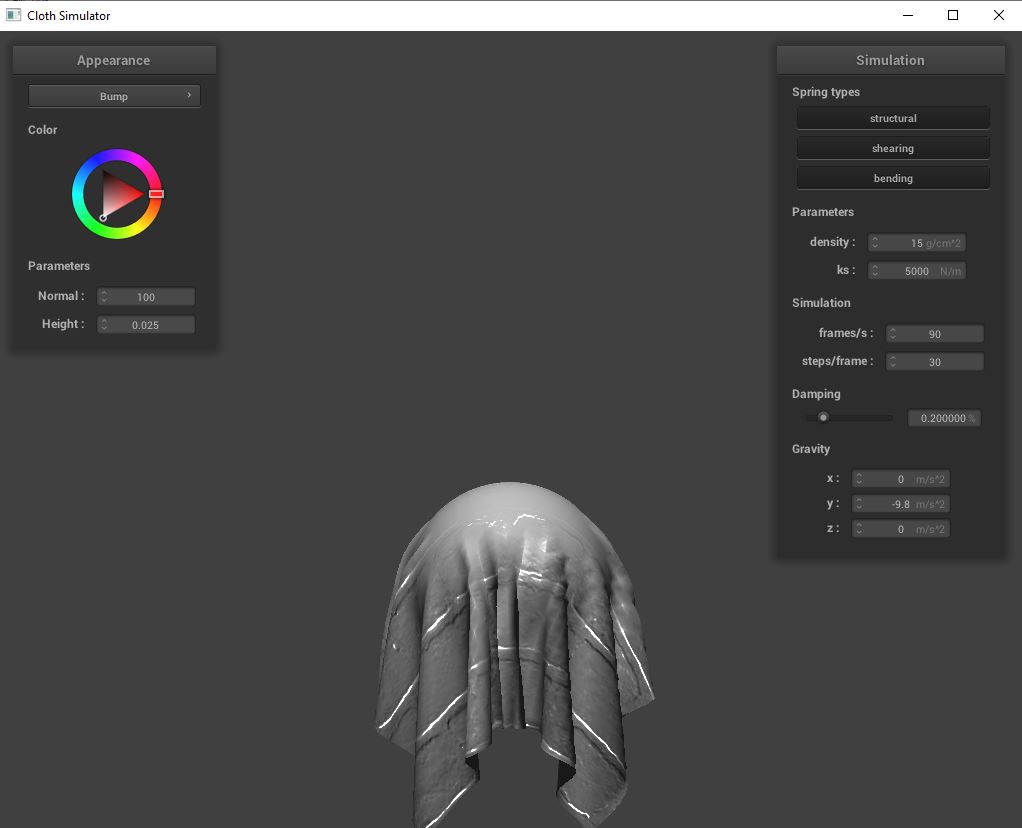 Cloth Simulator
Appearance
Bump
Color
Parameters
Normal : 100
Height : 0.025
Simulation
Spring types
structural
shearing
bending
Parameters
density : 15 g/cm^2
ks : 5000 N/m
Simulation
frames/s : 90
steps/frame : 30
Damping
0.200000 %
Gravity
x : 0 m/s^2
y : -9.8 m/s^2
z : 0 m/s^2